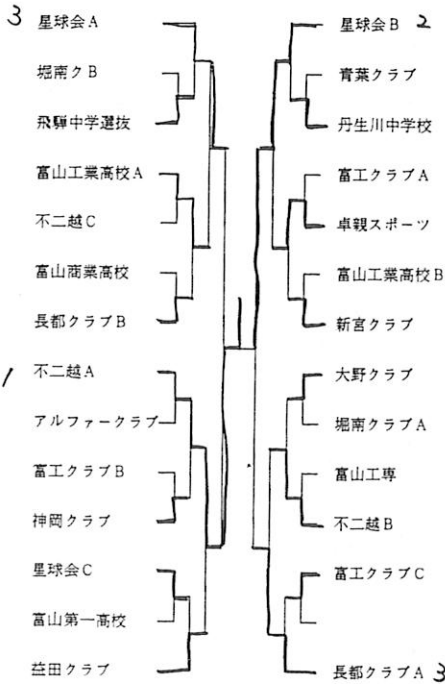 3 星球会A
堀南クB
飛騨中学選抜
富山工業高校A
不二越C
富山商業高校
長都クラブB
1 不二越A
アルファークラブ
富工クラブB
神岡クラブ
星球会C
富山第一高校
益田クラブ
星球会B 2
青葉クラブ
丹生川中学校
富工クラブA
卓親スポーツ
富山工業高校B
新宮クラブ
大野クラブ
堀南クラブA
富山工専
不二越B
富工クラブC
長都クラブA 3